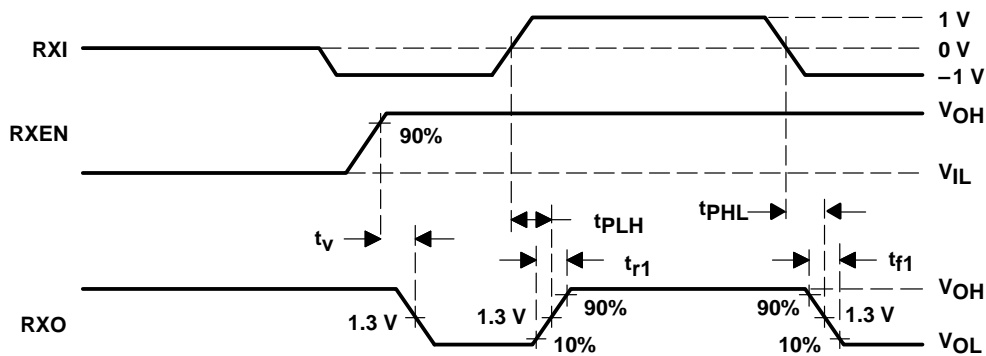 1 V
RXI
0 V
–1 V
VOH
RXEN
90%
VIL
tPLH
tPHL
tv
tr1
tf1
VOH
90%
90%
RXO
1.3 V
1.3 V
1.3 V
10%
10%
VOL